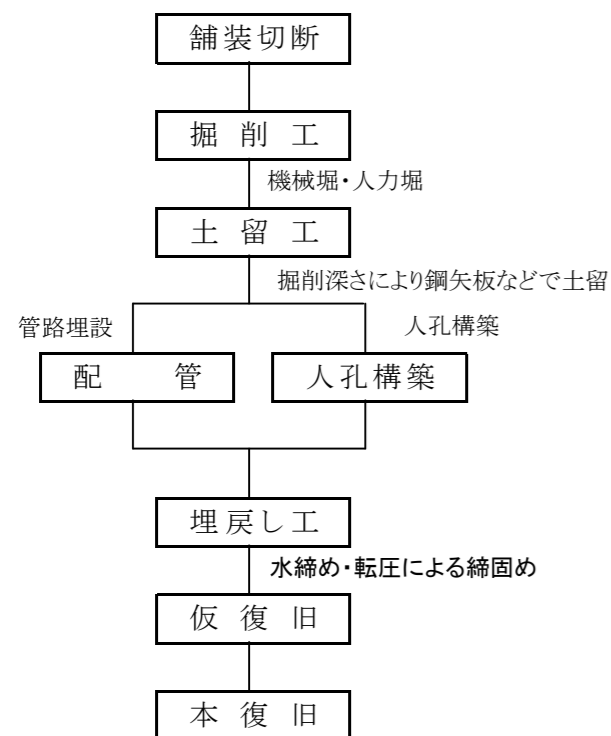 舗装切断
掘削工
機械堀・人力堀
土留工
掘削深さにより鋼矢板などで土留
管路埋設
人孔構築
配管
人孔構築
埋戻し工
水締め・転圧による締固め
仮復旧
本復旧